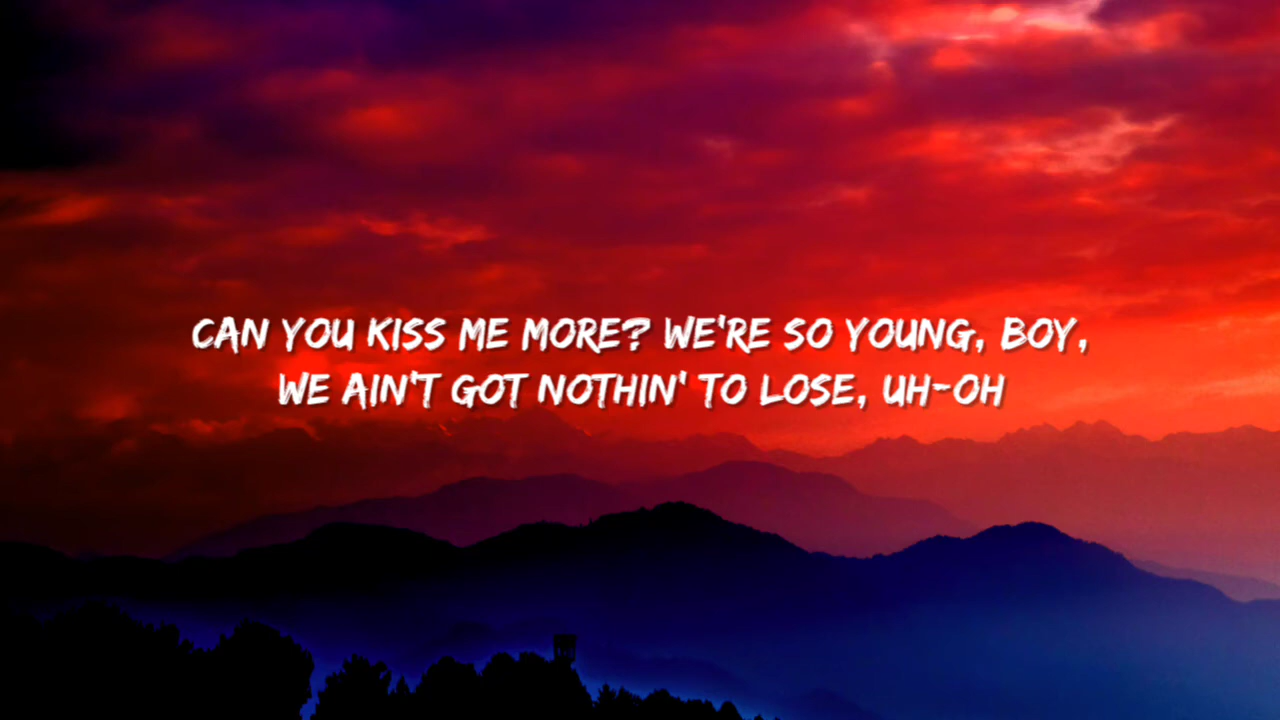 CAN YOU KISS ME MORE? WE'RE SO YOUNG, BOY,
WE AIN'T GOT NOTHIN' TO LOSE, UH-OH